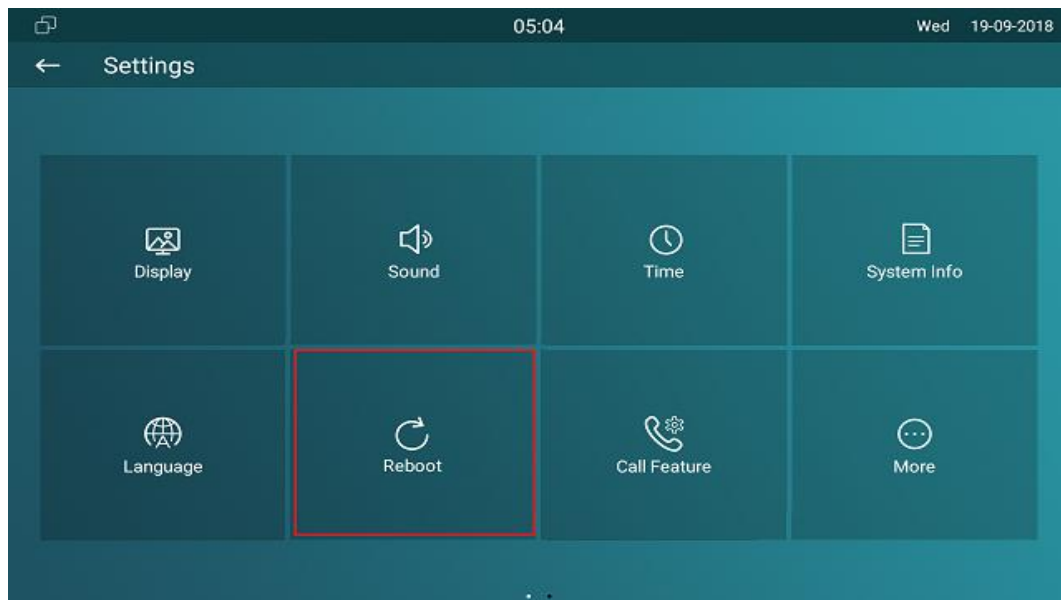 05:04
Wed 19-09-2018
Settings
Display
Sound
Time
System Info
Language
Reboot
Call Feature
More